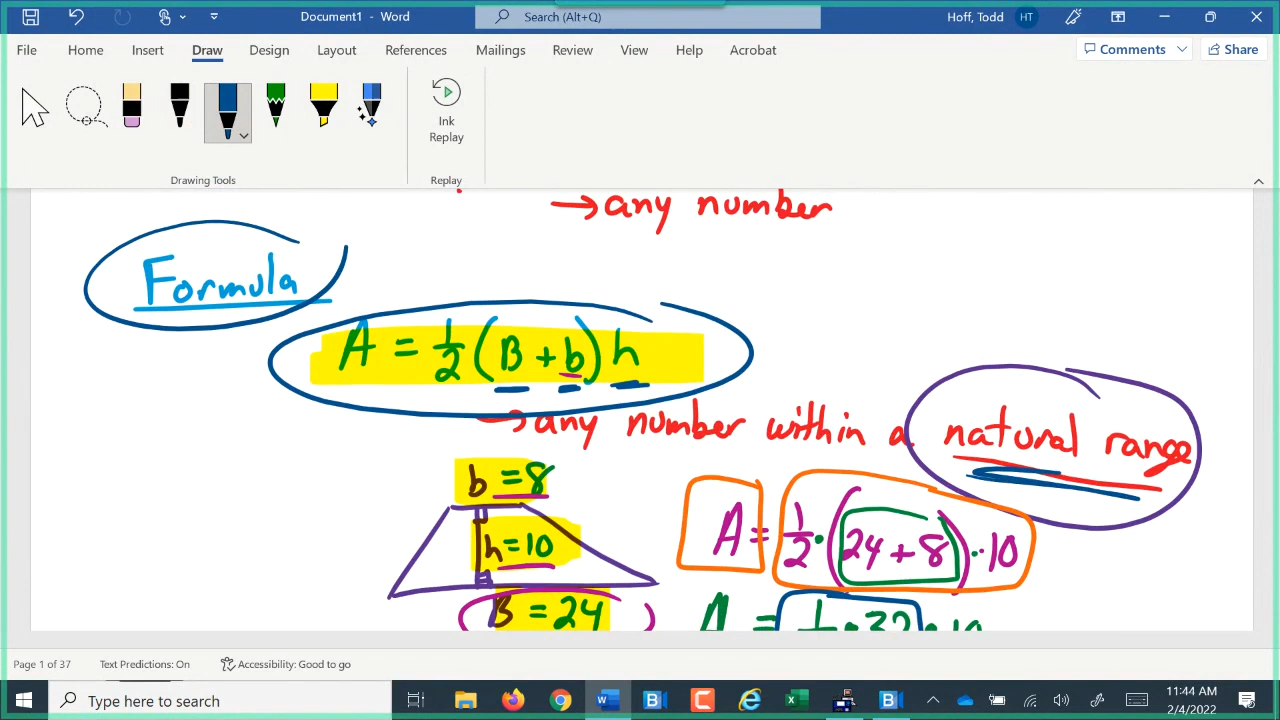 Document1 - Word
Search (Alt+Q)
Hoff, Todd
HT
File Home Insert Draw Design Layout References Mailings Review View Help Acrobat
Comments
Share
Ink
Replay
Drawing Tools
Replay
→ any number
Formula
A = 1/2 (B + b) h
→ any number within a natural range
b = 8
h = 10
B = 24
A = 1/2 · (24 + 8) · 10
Page 1 of 37
Text Predictions: On
Accessibility: Good to go
Type here to search
11:44 AM
2/4/2022